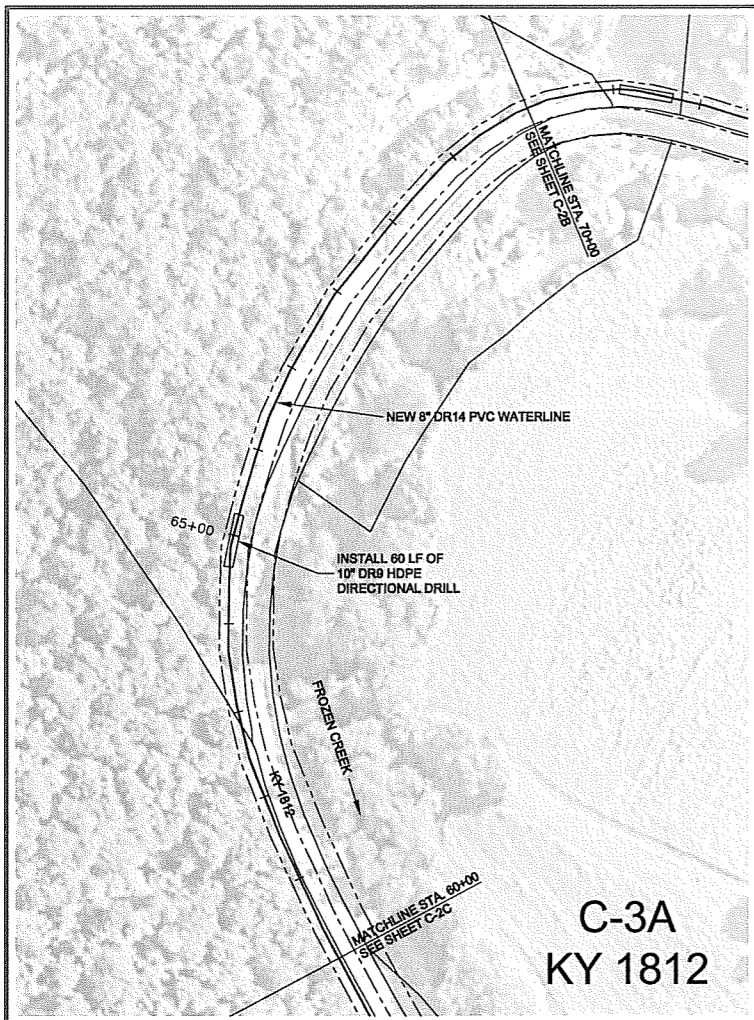 MATCHLINE STA. 70+00
SEE SHEET C-2B
NEW 8" DR14 PVC WATERLINE
65+00
INSTALL 60 LF OF
10" DR9 HDPE
DIRECTIONAL DRILL
FROZEN CREEK
KY 1812
MATCHLINE STA. 60+00
SEE SHEET C-2C
C-3A
KY 1812